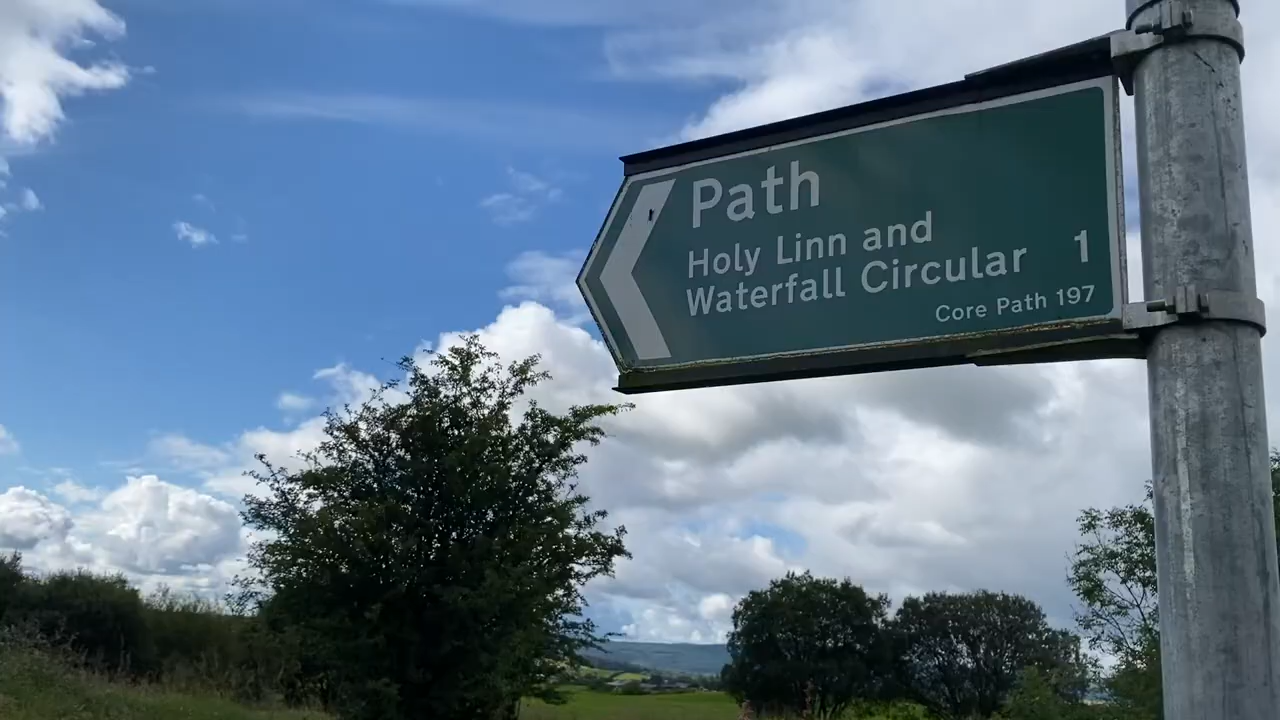 Path
Holy Linn and
Waterfall Circular 1
Core Path 197